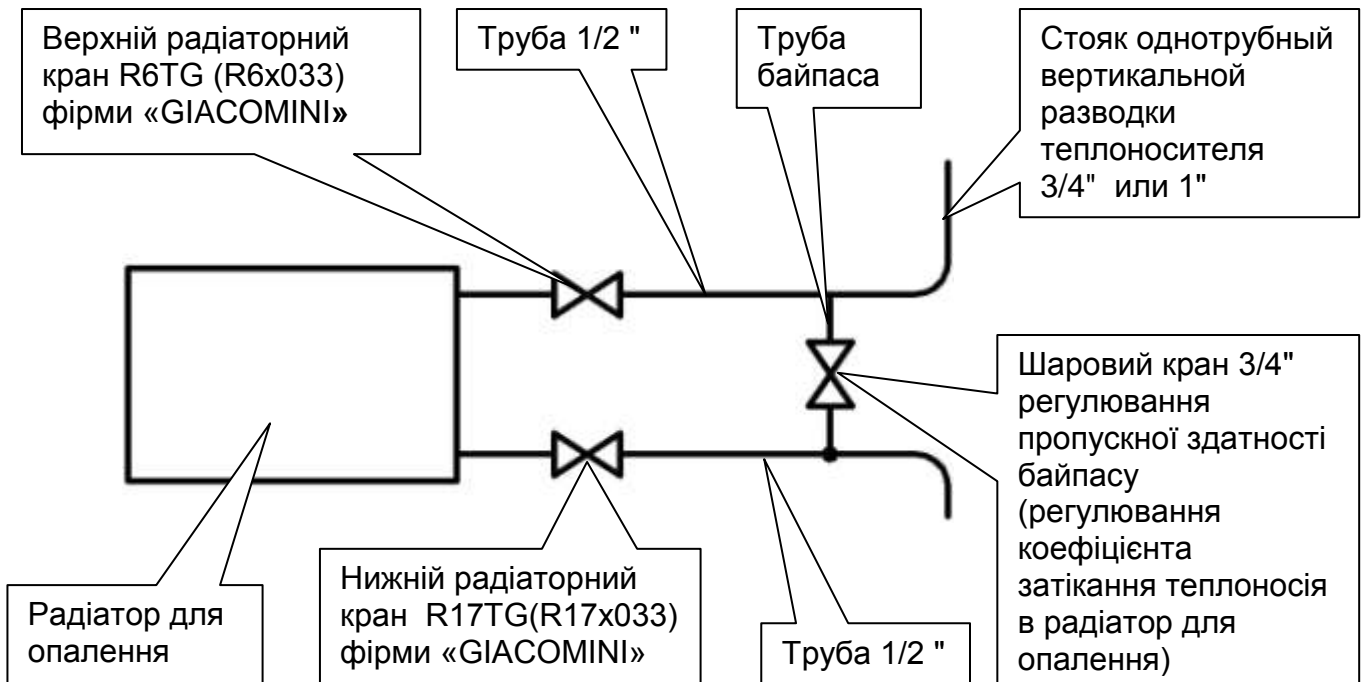 Верхній радіаторний
кран R6TG (R6x033)
фірми «GIACOMINI»
Труба 1/2 "
Труба
байпаса
Стояк однотрубный
вертикальной
разводки
теплоносителя
3/4" или 1"
Шаровий кран 3/4"
регулювання
пропускної здатності
байпасу
(регулювання
коефіцієнта
затікання теплоносія
в радіатор для
опалення)
Радіатор для
опалення
Нижній радіаторний
кран R17TG(R17x033)
фірми «GIACOMINI»
Труба 1/2 "